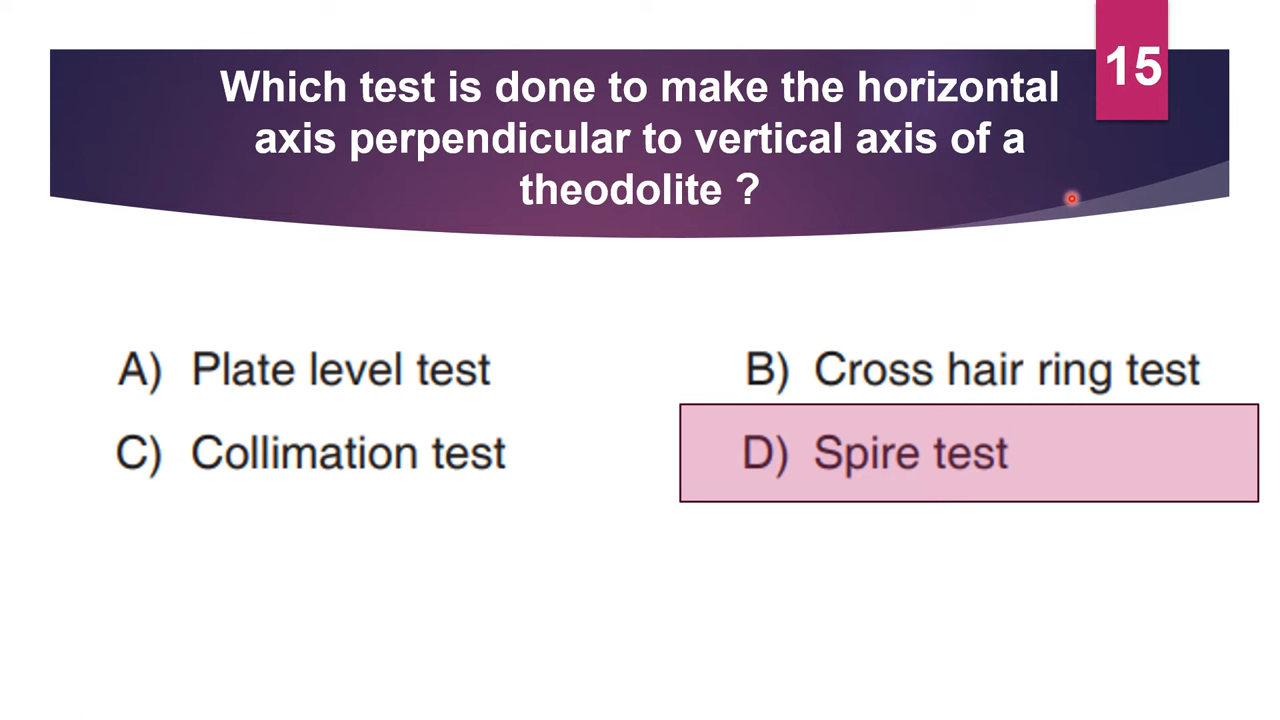 15
Which test is done to make the horizontal
axis perpendicular to vertical axis of a
theodolite ?
A) Plate level test
B) Cross hair ring test
C) Collimation test
D) Spire test